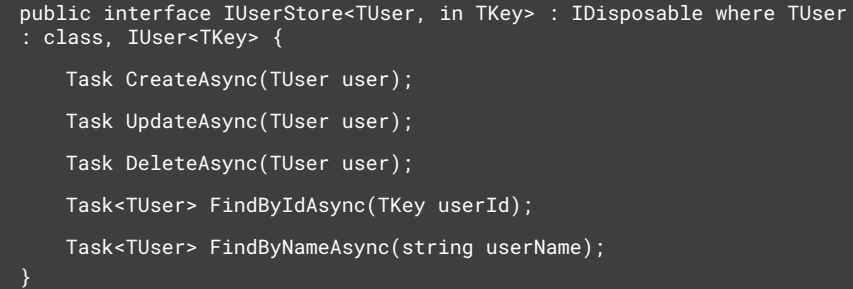 public interface IUserStore<TUser, in TKey> : IDisposable where TUser
: class, IUser<TKey> {
Task CreateAsync(TUser user);
Task UpdateAsync(TUser user);
Task DeleteAsync(TUser user);
Task<TUser> FindByIdAsync(TKey userId);
Task<TUser> FindByNameAsync(string userName);
}